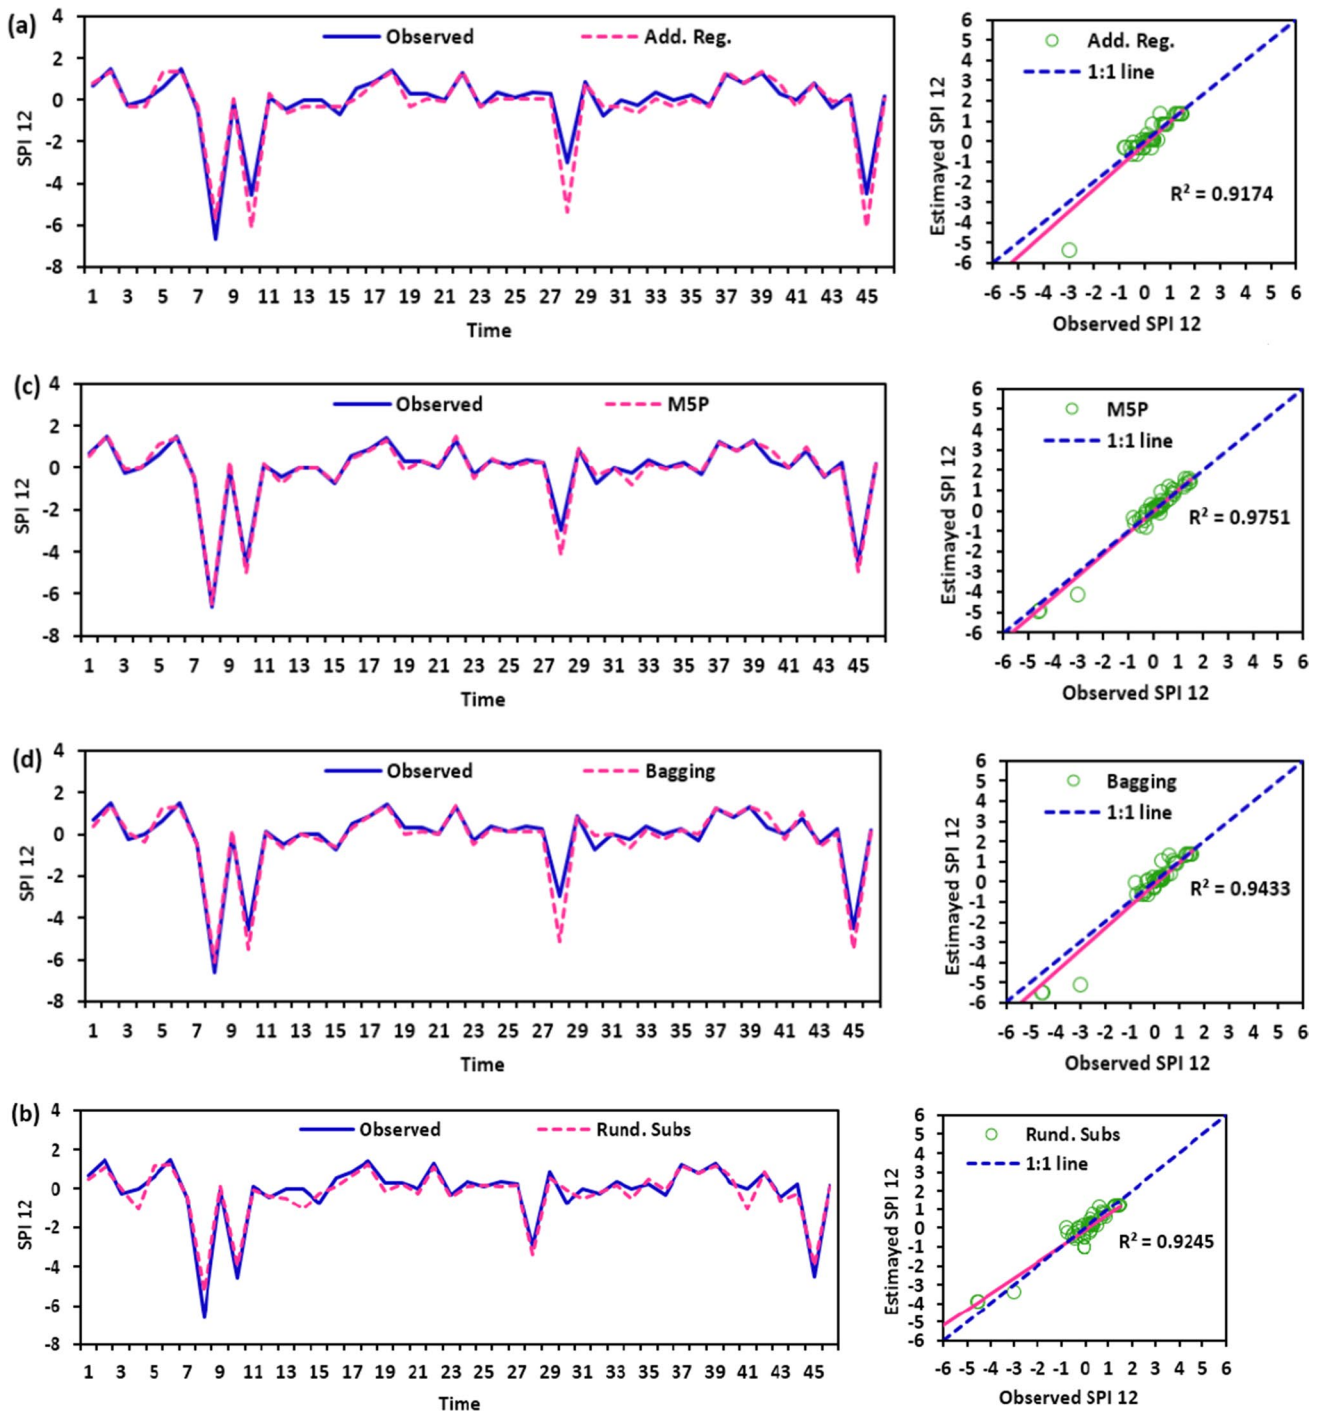 (a)
4
2
0
-2
-4
-6
-8
SPI 12
Observed
Add. Reg.
1 3 5 7 9 11 13 15 17 19 21 23 25 27 29 31 33 35 37 39 41 43 45
Time
6
5
4
3
2
1
0
-1
-2
-3
-4
-5
-6
Estimayed SPI 12
Add. Reg.
1:1 line
R² = 0.9174
-6 -5 -4 -3 -2 -1 0 1 2 3 4 5 6
Observed SPI 12
(c)
4
2
0
-2
-4
-6
-8
SPI 12
Observed
M5P
1 3 5 7 9 11 13 15 17 19 21 23 25 27 29 31 33 35 37 39 41 43 45
Time
6
5
4
3
2
1
0
-1
-2
-3
-4
-5
-6
Estimayed SPI 12
M5P
1:1 line
R² = 0.9751
-6 -5 -4 -3 -2 -1 0 1 2 3 4 5 6
Observed SPI 12
(d)
4
2
0
-2
-4
-6
-8
SPI 12
Observed
Bagging
1 3 5 7 9 11 13 15 17 19 21 23 25 27 29 31 33 35 37 39 41 43 45
Time
6
5
4
3
2
1
0
-1
-2
-3
-4
-5
-6
Estimayed SPI 12
Bagging
1:1 line
R² = 0.9433
-6 -5 -4 -3 -2 -1 0 1 2 3 4 5 6
Observed SPI 12
(b)
4
2
0
-2
-4
-6
-8
SPI 12
Observed
Rund. Subs
1 3 5 7 9 11 13 15 17 19 21 23 25 27 29 31 33 35 37 39 41 43 45
Time
6
5
4
3
2
1
0
-1
-2
-3
-4
-5
-6
Estimayed SPI 12
Rund. Subs
1:1 line
R² = 0.9245
-6 -5 -4 -3 -2 -1 0 1 2 3 4 5 6
Observed SPI 12